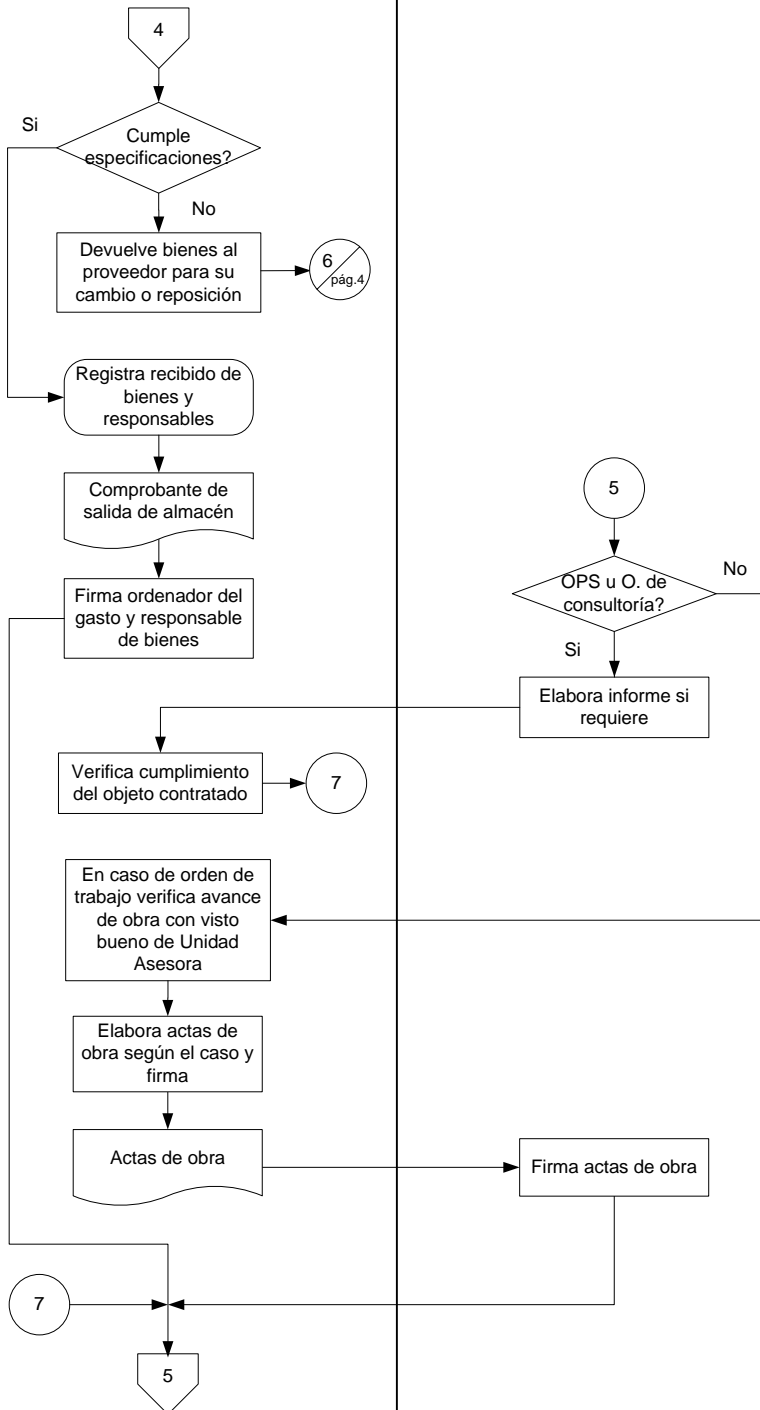 4
Si
Cumple
especificaciones?
No
Devuelve bienes al
proveedor para su
cambio o reposición
6
pág.4
Registra recibido de
bienes y
responsables
Comprobante de
salida de almacén
Firma ordenador del
gasto y responsable
de bienes
5
OPS u O. de
consultoría?
No
Si
Elabora informe si
requiere
Verifica cumplimiento
del objeto contratado
7
En caso de orden de
trabajo verifica avance
de obra con visto
bueno de Unidad
Asesora
Elabora actas de
obra según el caso y
firma
Actas de obra
Firma actas de obra
7
5